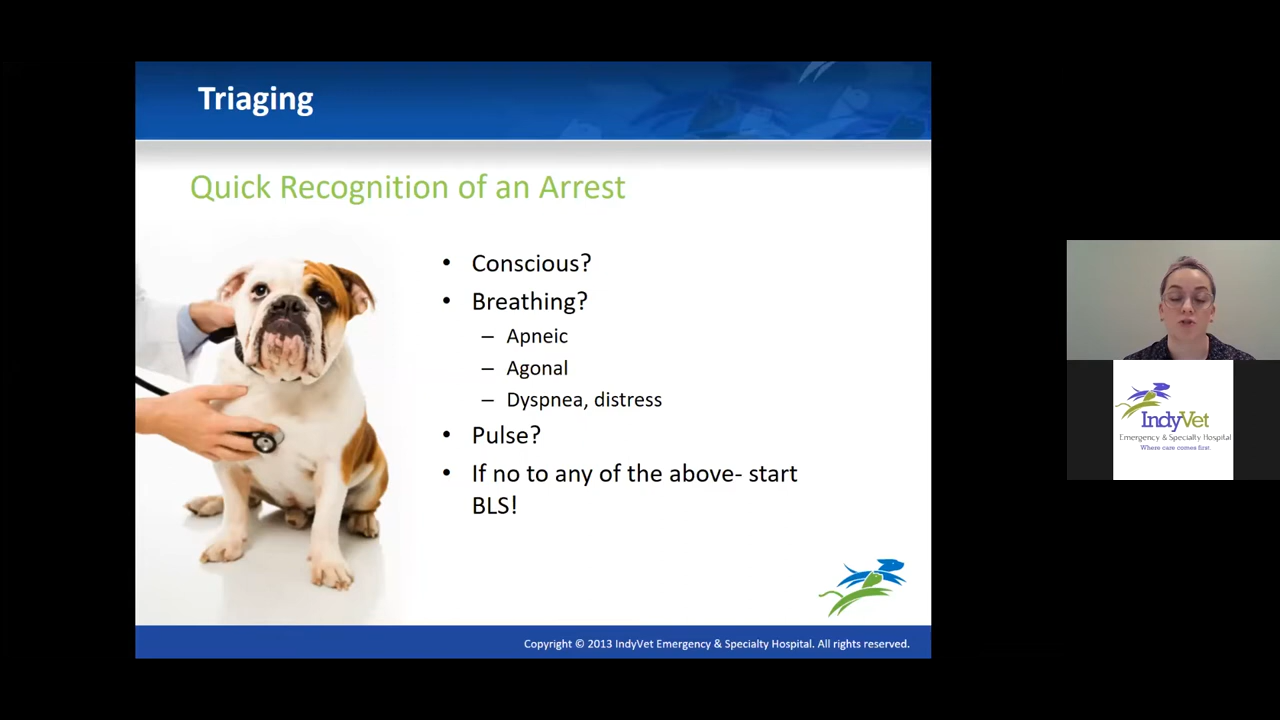 Triaging
Quick Recognition of an Arrest
• Conscious?
• Breathing?
– Apneic
– Agonal
– Dyspnea, distress
• Pulse?
• If no to any of the above- start
BLS!
Copyright © 2013 IndyVet Emergency & Specialty Hospital. All rights reserved.
IndyVet
Emergency & Specialty Hospital
Where care comes first.